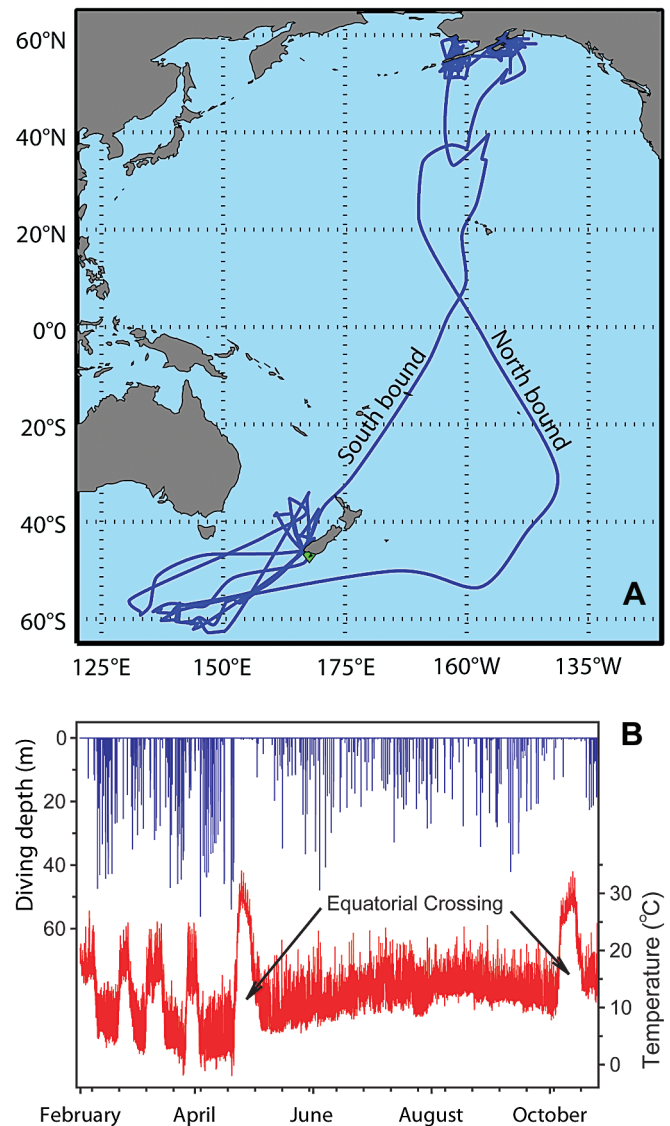 60°N
40°N
20°N
0°N
20°S
40°S
60°S
South bound
North bound
A
125°E 150°E 175°E 160°W 135°W
B
Diving depth (m)
0
20
40
60
Equatorial Crossing
30
20
10
0
Temperature (°C)
February April June August October